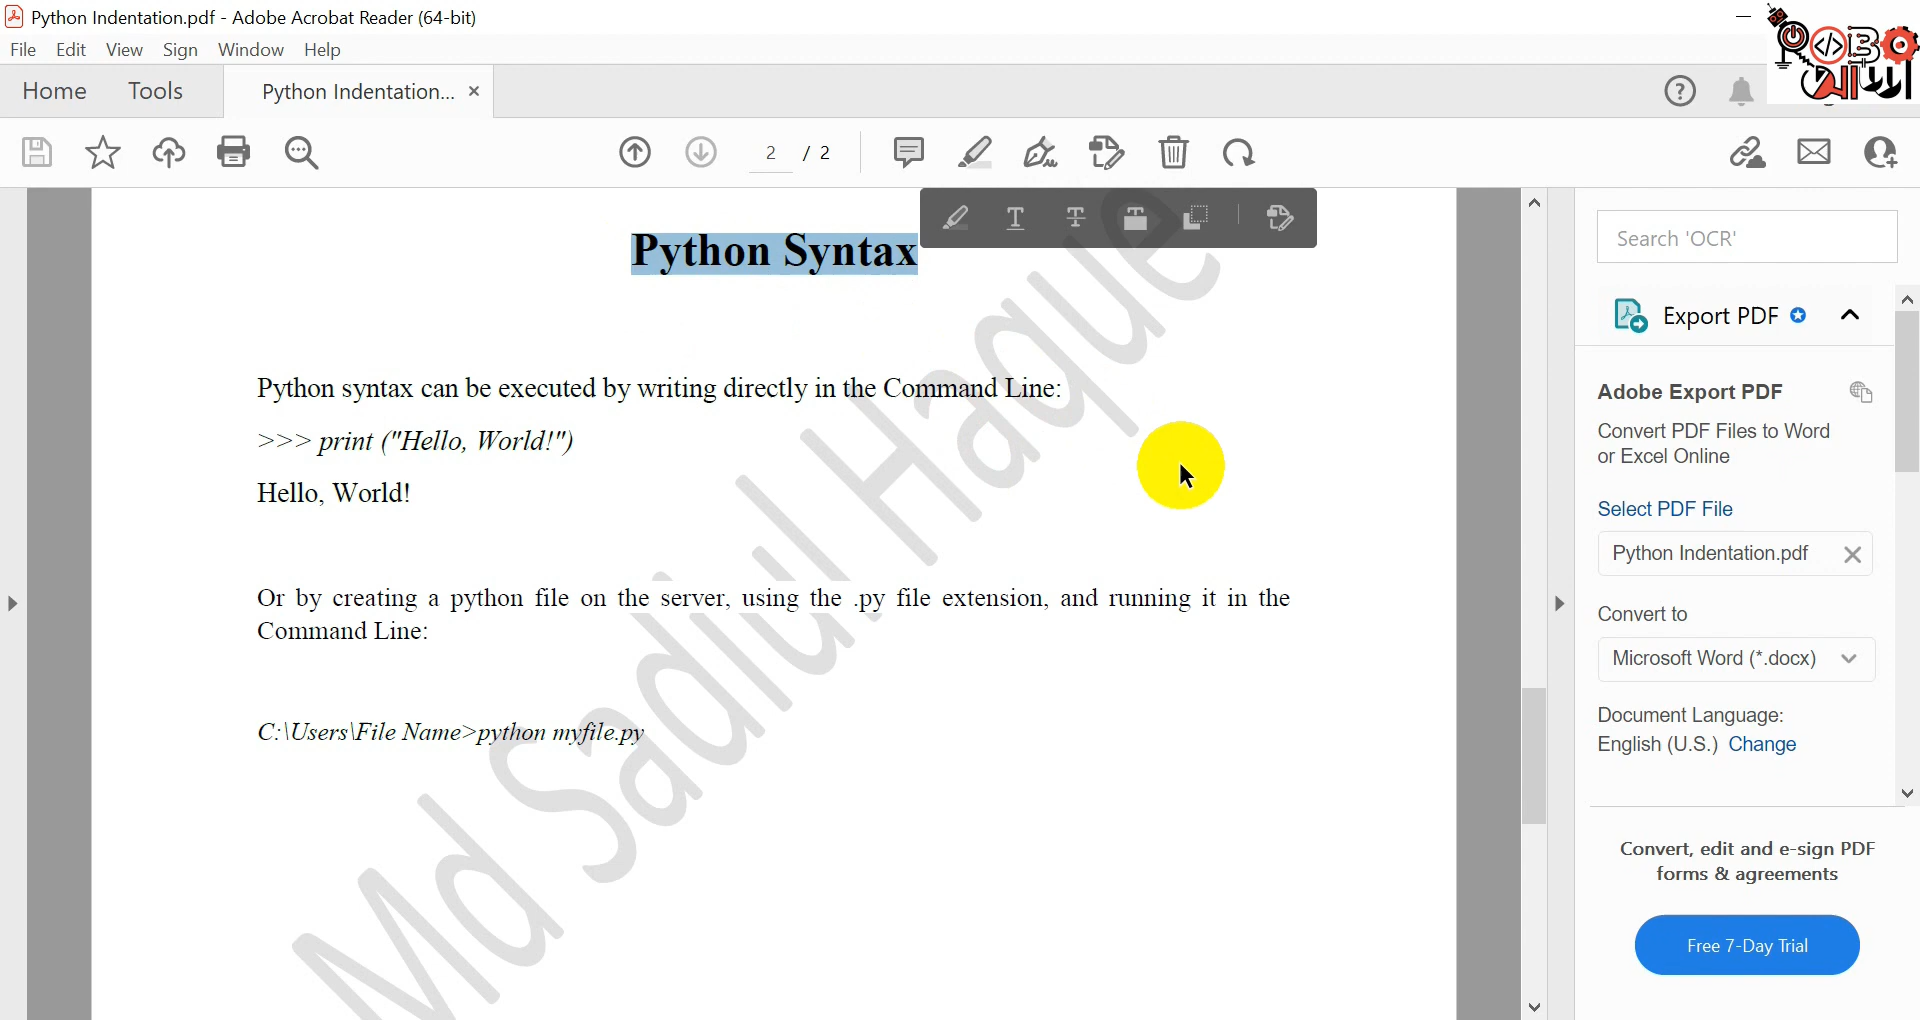 Python Indentation.pdf - Adobe Acrobat Reader (64-bit)
File Edit View Sign Window Help
Home Tools Python Indentation... ×
2 / 2
Python Syntax
Python syntax can be executed by writing directly in the Command Line:
>>> print ("Hello, World!")
Hello, World!
Or by creating a python file on the server, using the .py file extension, and running it in the
Command Line:
C:\Users\File Name>python myfile.py
Md Sadiul Haque
Search 'OCR'
Export PDF
Adobe Export PDF
Convert PDF Files to Word
or Excel Online
Select PDF File
Python Indentation.pdf
Convert to
Microsoft Word (*.docx)
Document Language:
English (U.S.) Change
Convert, edit and e-sign PDF
forms & agreements
Free 7-Day Trial